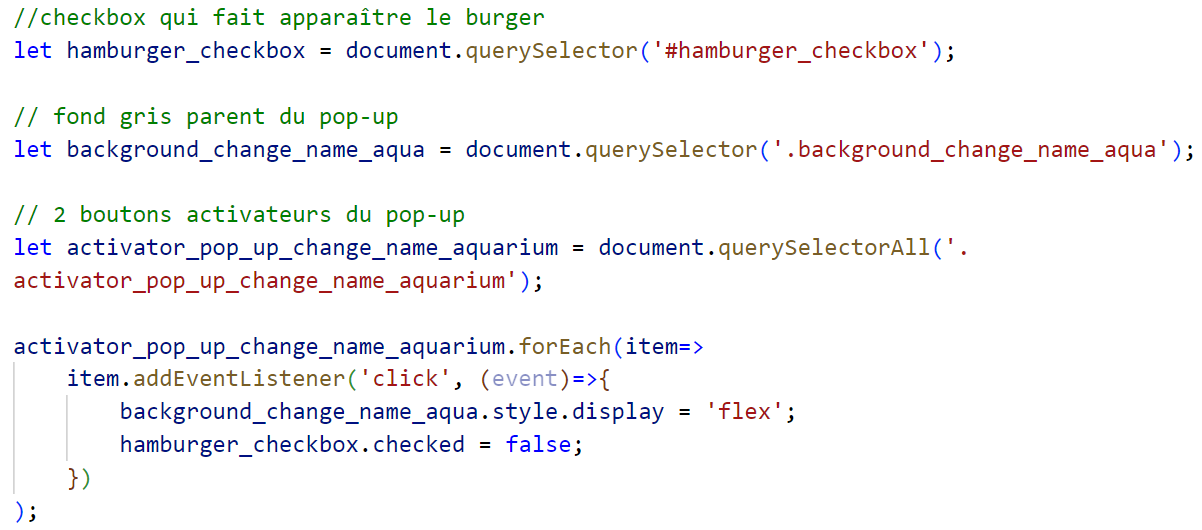 //checkbox qui fait apparaître le burger
let hamburger_checkbox = document.querySelector('#hamburger_checkbox');
// fond gris parent du pop-up
let background_change_name_aqua = document.querySelector('.background_change_name_aqua');
// 2 boutons activateurs du pop-up
let activator_pop_up_change_name_aquarium = document.querySelectorAll('.
activator_pop_up_change_name_aquarium');
activator_pop_up_change_name_aquarium.forEach(item=>
    item.addEventListener('click', (event)=>{
        background_change_name_aqua.style.display = 'flex';
        hamburger_checkbox.checked = false;
    })
);